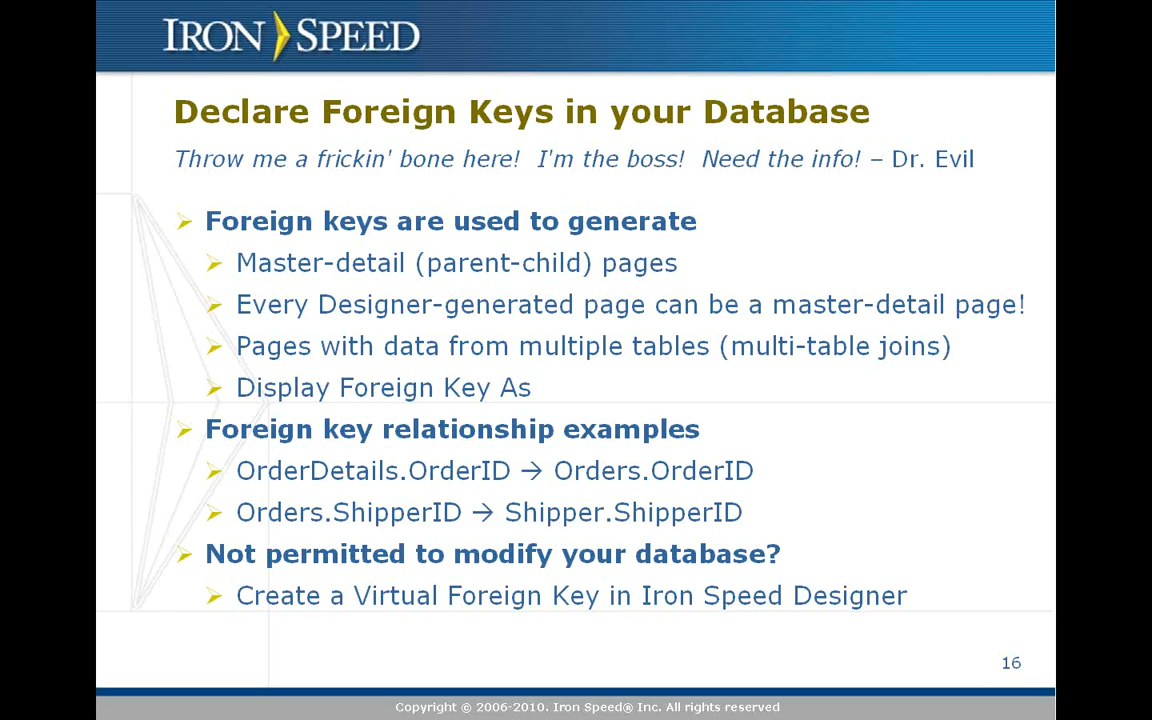 IRON SPEED
Declare Foreign Keys in your Database
Throw me a frickin' bone here! I'm the boss! Need the info! – Dr. Evil
Foreign keys are used to generate
Master-detail (parent-child) pages
Every Designer-generated page can be a master-detail page!
Pages with data from multiple tables (multi-table joins)
Display Foreign Key As
Foreign key relationship examples
OrderDetails.OrderID → Orders.OrderID
Orders.ShipperID → Shipper.ShipperID
Not permitted to modify your database?
Create a Virtual Foreign Key in Iron Speed Designer
16
Copyright © 2006-2010. Iron Speed® Inc. All rights reserved